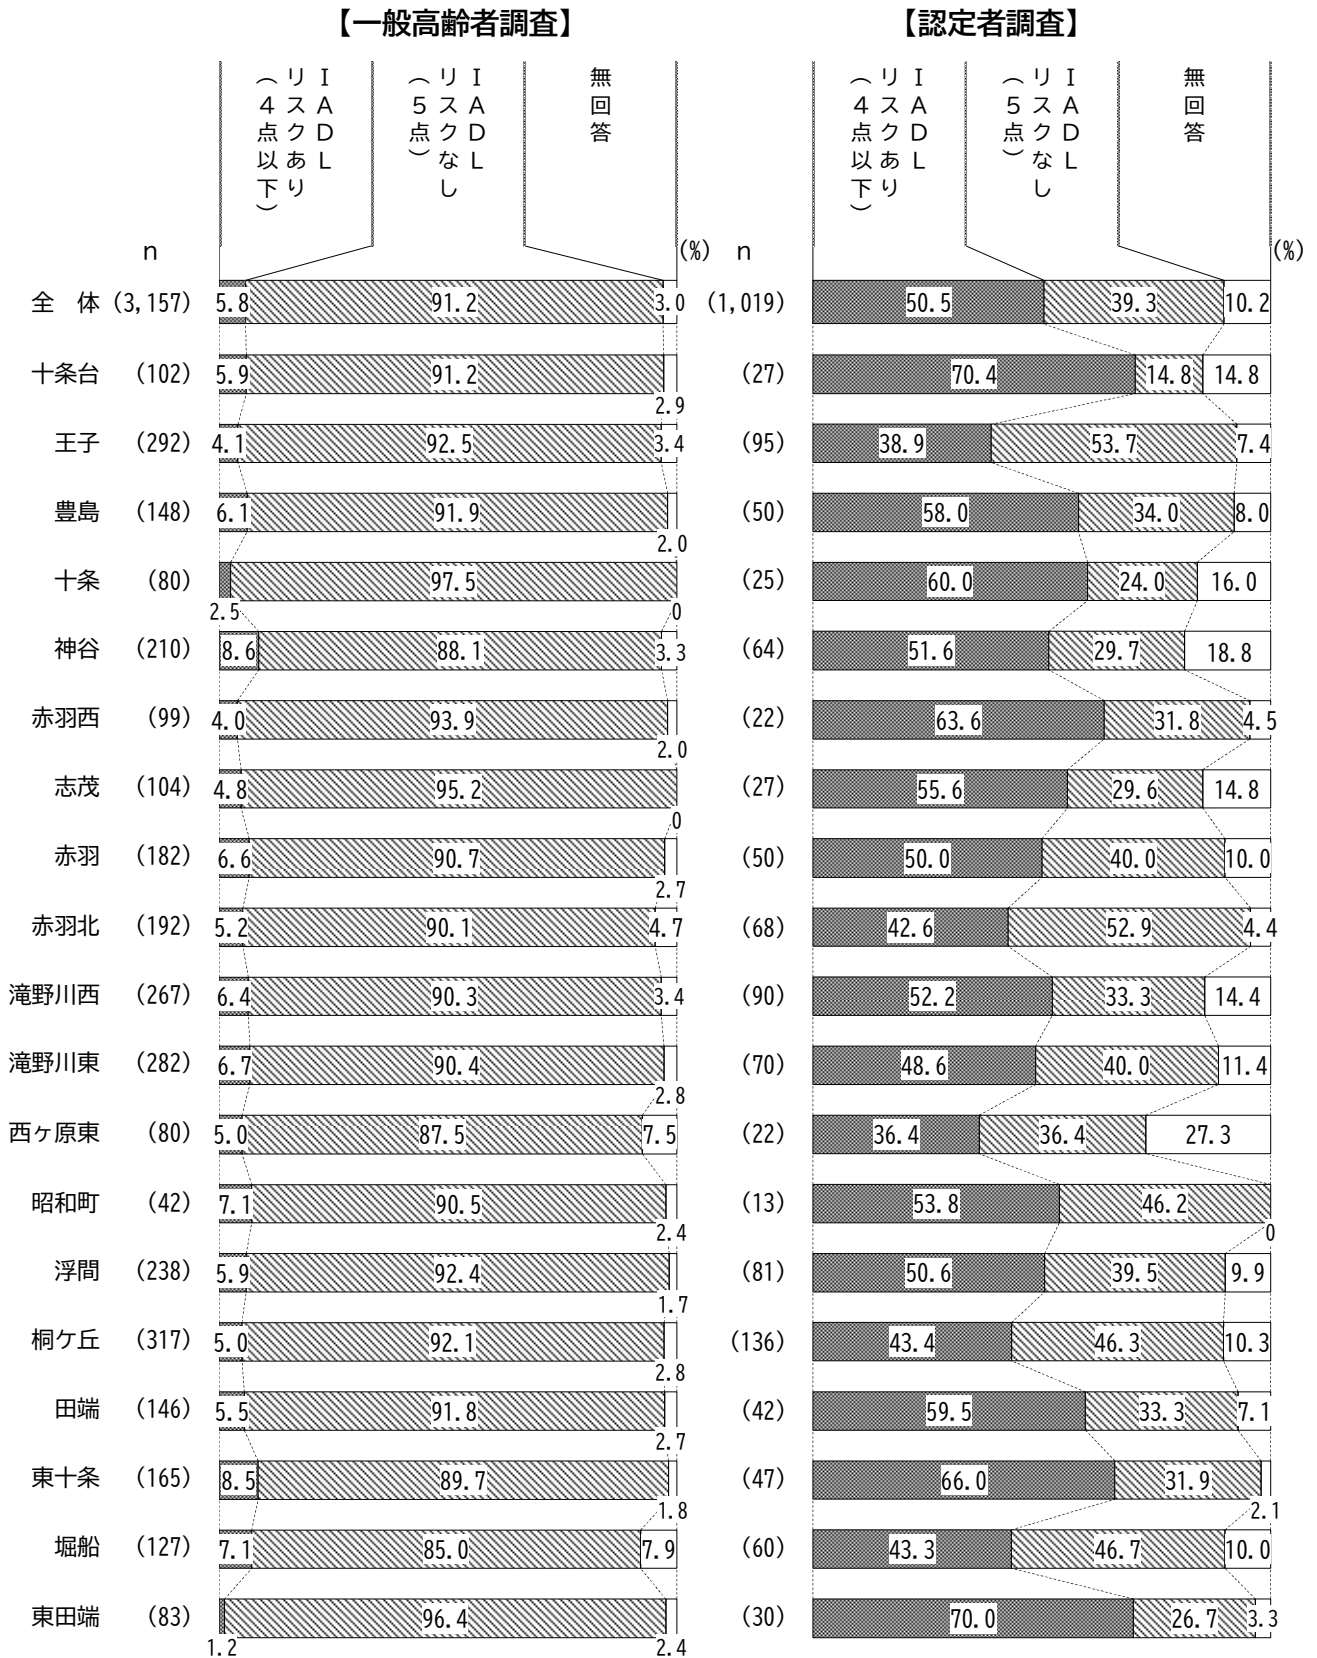 【一般高齢者調査】 【認定者調査】
ＩＡＤＬ
リスクあり
（４点以下）
ＩＡＤＬ
リスクなし
（５点）
無回答
ＩＡＤＬ
リスクあり
（４点以下）
ＩＡＤＬ
リスクなし
（５点）
無回答
n (%) n (%)
全　体 (3,157) 5.8 91.2 3.0 (1,019) 50.5 39.3 10.2
十条台 (102) 5.9 91.2 2.9 (27) 70.4 14.8 14.8
王子 (292) 4.1 92.5 3.4 (95) 38.9 53.7 7.4
豊島 (148) 6.1 91.9 2.0 (50) 58.0 34.0 8.0
十条 (80) 2.5 97.5 0 (25) 60.0 24.0 16.0
神谷 (210) 8.6 88.1 3.3 (64) 51.6 29.7 18.8
赤羽西 (99) 4.0 93.9 2.0 (22) 63.6 31.8 4.5
志茂 (104) 4.8 95.2 0 (27) 55.6 29.6 14.8
赤羽 (182) 6.6 90.7 2.7 (50) 50.0 40.0 10.0
赤羽北 (192) 5.2 90.1 4.7 (68) 42.6 52.9 4.4
滝野川西 (267) 6.4 90.3 3.4 (90) 52.2 33.3 14.4
滝野川東 (282) 6.7 90.4 2.8 (70) 48.6 40.0 11.4
西ヶ原東 (80) 5.0 87.5 7.5 (22) 36.4 36.4 27.3
昭和町 (42) 7.1 90.5 2.4 (13) 53.8 46.2 0
浮間 (238) 5.9 92.4 1.7 (81) 50.6 39.5 9.9
桐ケ丘 (317) 5.0 92.1 2.8 (136) 43.4 46.3 10.3
田端 (146) 5.5 91.8 2.7 (42) 59.5 33.3 7.1
東十条 (165) 8.5 89.7 1.8 (47) 66.0 31.9 2.1
堀船 (127) 7.1 85.0 7.9 (60) 43.3 46.7 10.0
東田端 (83) 1.2 96.4 2.4 (30) 70.0 26.7 3.3